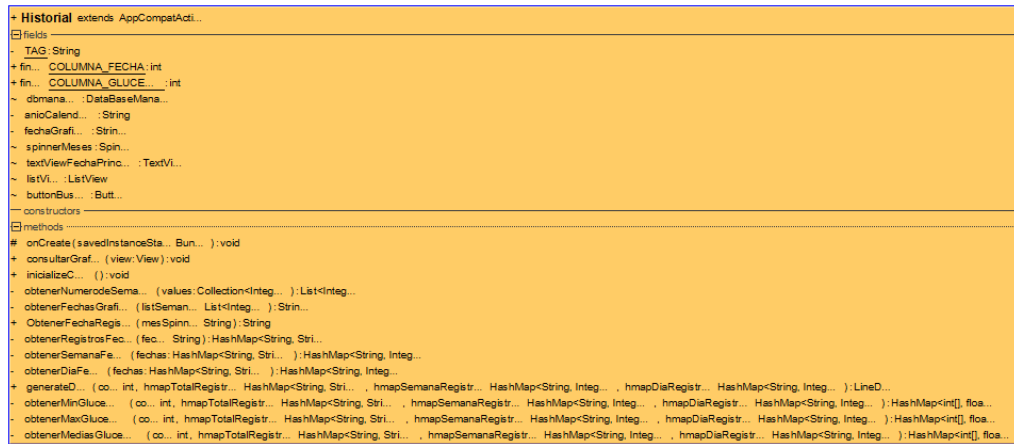 + Historial extends AppCompatActi...
fields
- TAG:String
+ fin... COLUMNA_FECHA:int
+ fin... COLUMNA_GLUCE... :int
~ dbmana... :DataBaseMana...
- anioCalend... :String
- fechaGrafi... :Strin...
~ spinnerMeses:Spin...
~ textViewFechaPrinc... :TextVi...
~ listVi... :ListView
~ buttonBus... :Butt...
constructors
methods
# onCreate(savedInstanceSta... Bun... ):void
+ consultarGraf... (view:View):void
+ inicializeC... ():void
- obtenerNumerodeSema... (values:Collection<Integ... ):List<Integ...
- obtenerFechasGrafi... (listSeman... List<Integ... ):Strin...
+ ObtenerFechaRegis... (mesSpinn... String):String
- obtenerRegistrosFec... (fec... String):HashMap<String, Stri...
- obtenerSemanaFe... (fechas:HashMap<String, Stri... ):HashMap<String, Integ...
- obtenerDiaFe... (fechas:HashMap<String, Stri... ):HashMap<String, Integ...
+ generateD... (co... int, hmapTotalRegistr... HashMap<String, Stri... , hmapSemanaRegistr... HashMap<String, Integ... , hmapDiaRegistr... HashMap<String, Integ... ):LineD...
- obtenerMinGluce... (co... int, hmapTotalRegistr... HashMap<String, Stri... , hmapSemanaRegistr... HashMap<String, Integ... , hmapDiaRegistr... HashMap<String, Integ... ):HashMap<int[], floa...
- obtenerMaxGluce... (co... int, hmapTotalRegistr... HashMap<String, Stri... , hmapSemanaRegistr... HashMap<String, Integ... , hmapDiaRegistr... HashMap<String, Integ... ):HashMap<int[], floa...
- obtenerMediasGluce... (co... int, hmapTotalRegistr... HashMap<String, Stri... , hmapSemanaRegistr... HashMap<String, Integ... , hmapDiaRegistr... HashMap<String, Integ... ):HashMap<int[], floa...